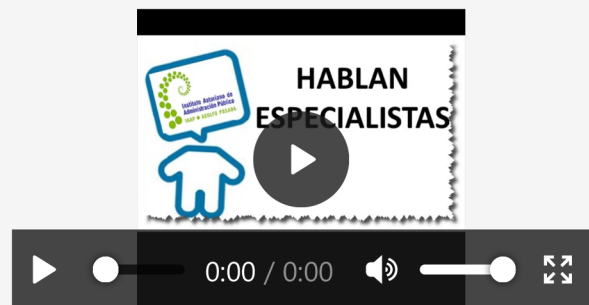 HABLAN
ESPECIALISTAS
Instituto Asturiano de
Administración Pública
IAAP ADOLFO POSADA
0:00 / 0:00